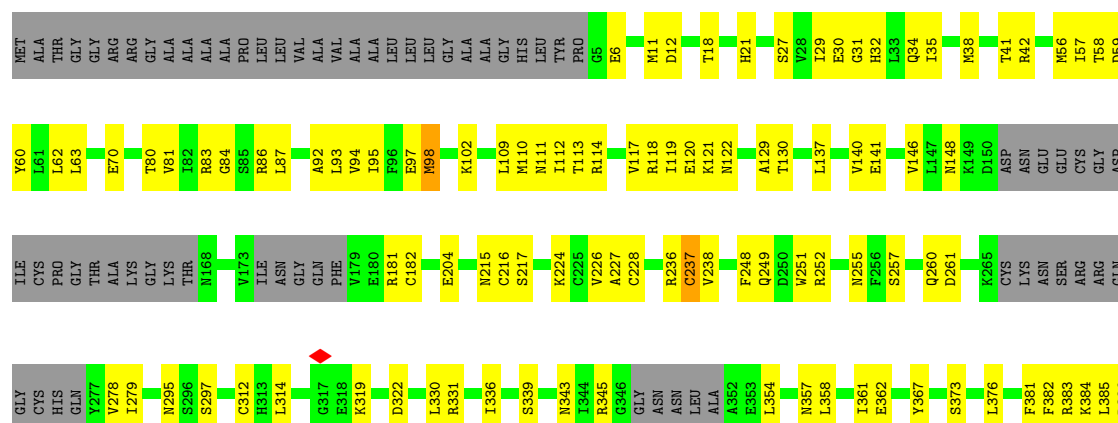 MET ALA THR GLY GLY ARG ARG GLY ALA ALA ALA ALA PRO LEU LEU VAL ALA VAL ALA ALA LEU LEU LEU GLY ALA ALA GLY HIS LEU TYR PRO G5 E6 M11 D12 T18 H21 S27 V28 I29 E30 G31 H32 L33 Q34 I35 M38 T41 R42 M56 I57 T58 D59
Y60 L61 L62 L63 E70 T80 V81 I82 R83 G84 S85 R86 L87 A92 L93 V94 I95 F96 E97 M98 K102 L109 M110 N111 I112 T113 R114 V117 R118 I119 E120 K121 N122 A129 T130 L137 V140 E141 V146 L147 N148 K149 D150 ASP ASN GLU GLU CYS GLY ASP
ILE CYS PRO GLY THR ALA LYS GLY LYS THR N168 V173 ILE ASN GLY GLN PHE V179 E180 R181 C182 E204 N215 C216 S217 K224 C225 V226 A227 C228 R236 C237 V238 F248 Q249 D250 W251 R252 N255 F256 S257 Q260 D261 K265 CYS LYS ASN SER ARG ARG GLN
GLY CYS HIS GLN Y277 V278 I279 N295 S296 S297 C312 H313 L314 G317 E318 K319 D322 L330 R331 I336 S339 N343 I344 R345 G346 GLY ASN ASN LEU ALA A352 E353 L354 N357 L358 I361 E362 Y367 S373 L376 F381 F382 R383 K384 L385